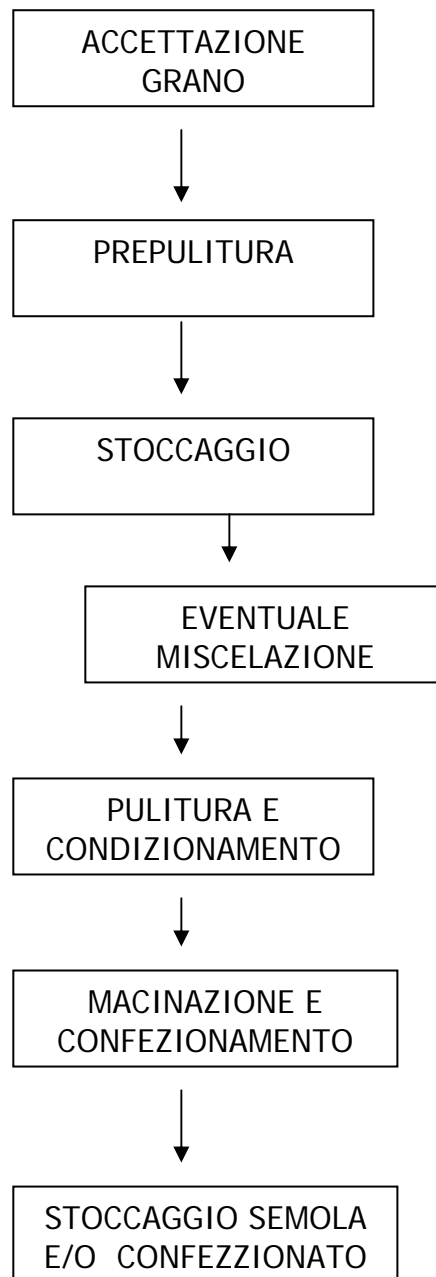 ACCETTAZIONE
GRANO
PREPULITURA
STOCCAGGIO
EVENTUALE
MISCELAZIONE
PULITURA E
CONDIZIONAMENTO
MACINAZIONE E
CONFEZIONAMENTO
STOCCAGGIO SEMOLA
E/O CONFEZZIONATO